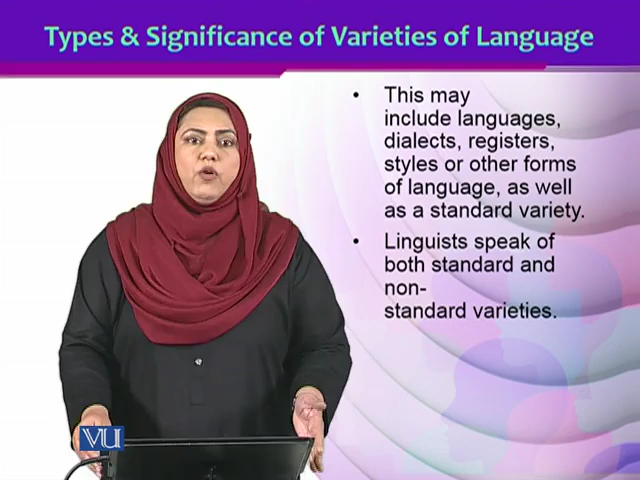 Types & Significance of Varieties of Language
• This may
include languages,
dialects, registers,
styles or other forms
of language, as well
as a standard variety.
• Linguists speak of
both standard and
non-
standard varieties.
VU